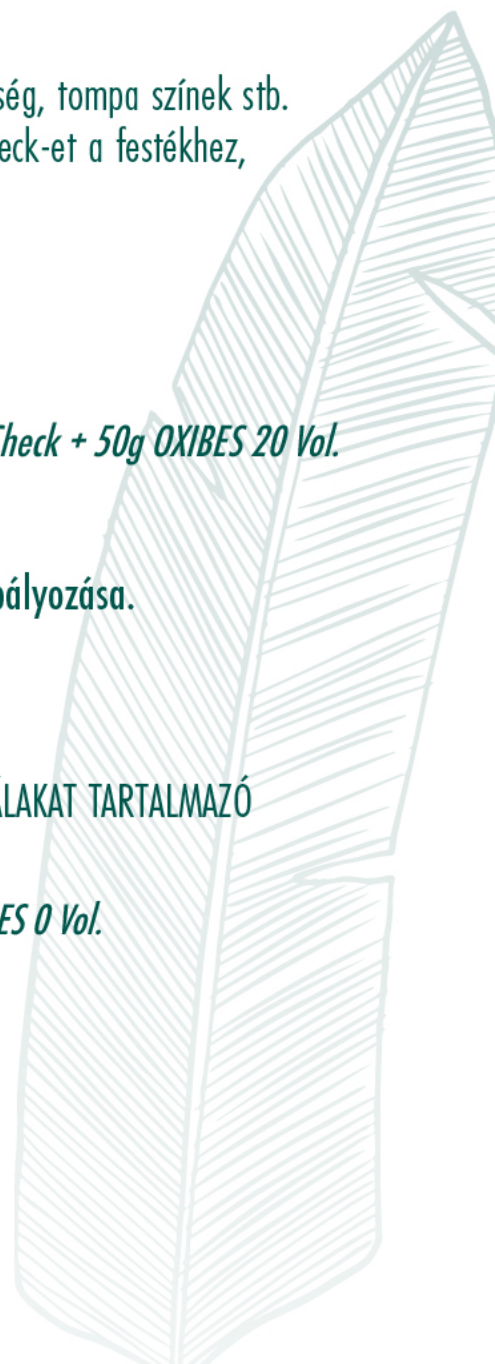 ség, tompa színek stb.
eck-et a festékhez,
Check + 50g OXIBES 20 Vol.
pályozása.
ÁLAKAT TARTALMAZÓ
ES 0 Vol.